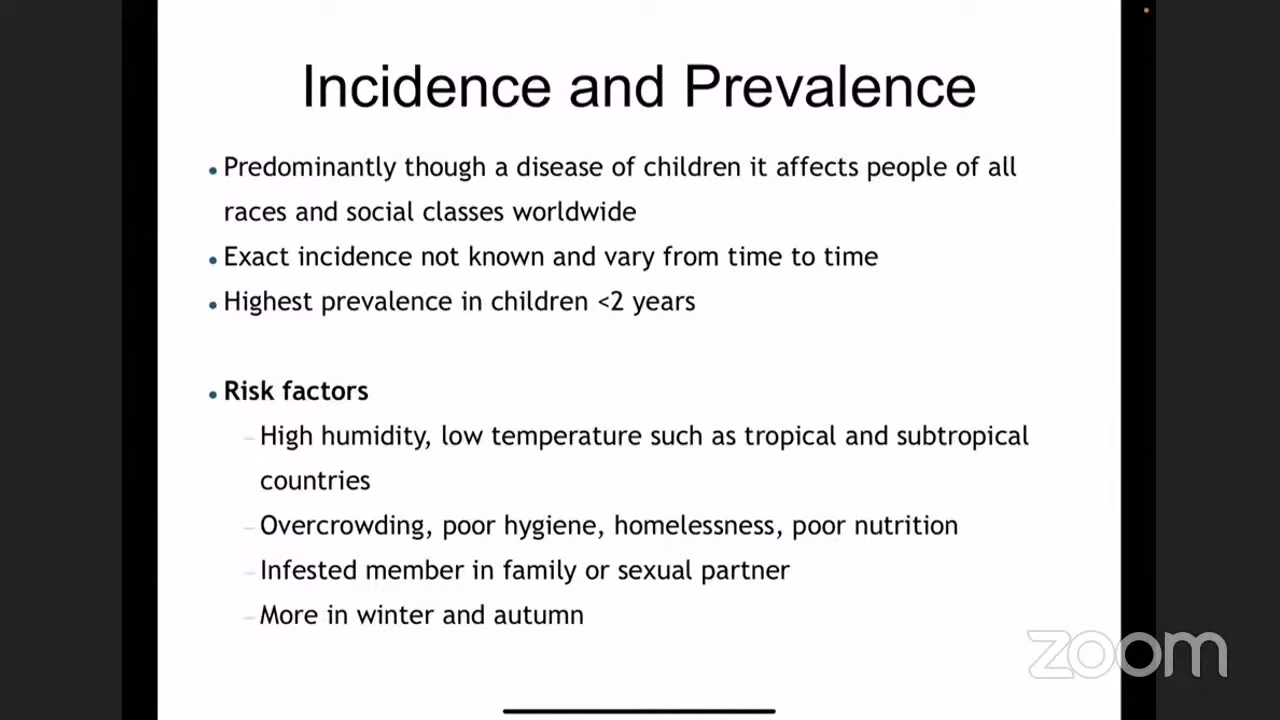 Incidence and Prevalence
• Predominantly though a disease of children it affects people of all
races and social classes worldwide
• Exact incidence not known and vary from time to time
• Highest prevalence in children <2 years
• Risk factors
– High humidity, low temperature such as tropical and subtropical
countries
– Overcrowding, poor hygiene, homelessness, poor nutrition
– Infested member in family or sexual partner
– More in winter and autumn
zoom